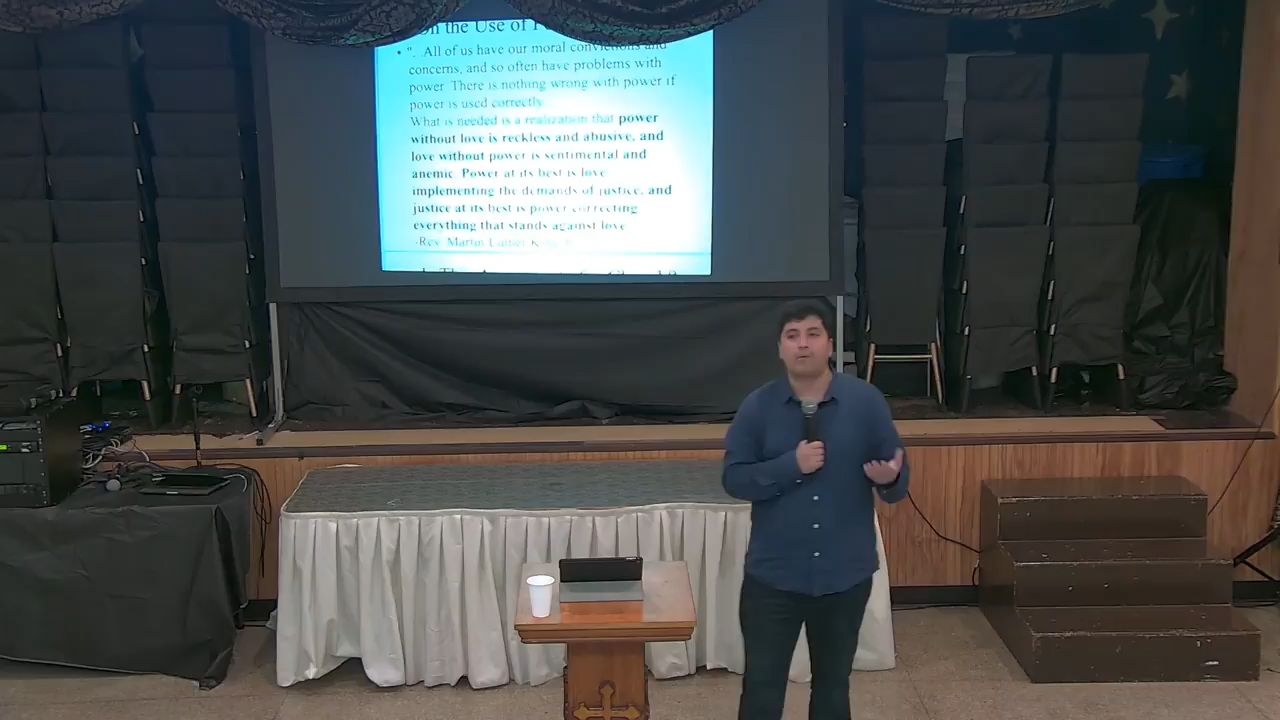 on the Use of
• ". All of us have our moral convictions and
concerns, and so often have problems with
power. There is nothing wrong with power if
power is used correctly.
What is needed is a realization that power
without love is reckless and abusive, and
love without power is sentimental and
anemic. Power at its best is love
implementing the demands of justice, and
justice at its best is power correcting
everything that stands against love
-Rev. Martin Luther K